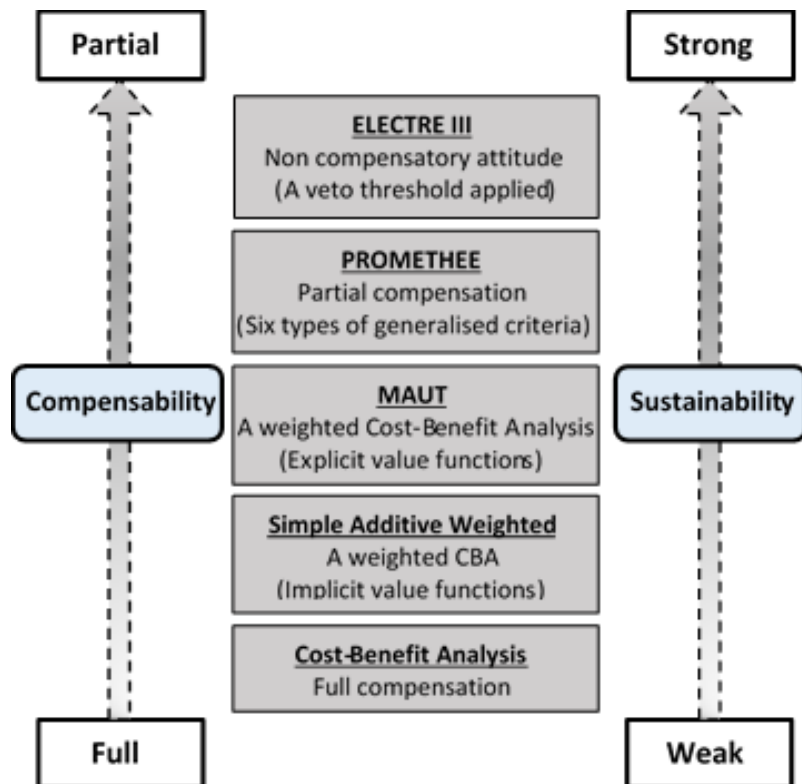 Partial
Strong
ELECTRE III
Non compensatory attitude
(A veto threshold applied)
PROMETHEE
Partial compensation
(Six types of generalised criteria)
Compensability
MAUT
A weighted Cost-Benefit Analysis
(Explicit value functions)
Sustainability
Simple Additive Weighted
A weighted CBA
(Implicit value functions)
Cost-Benefit Analysis
Full compensation
Full
Weak